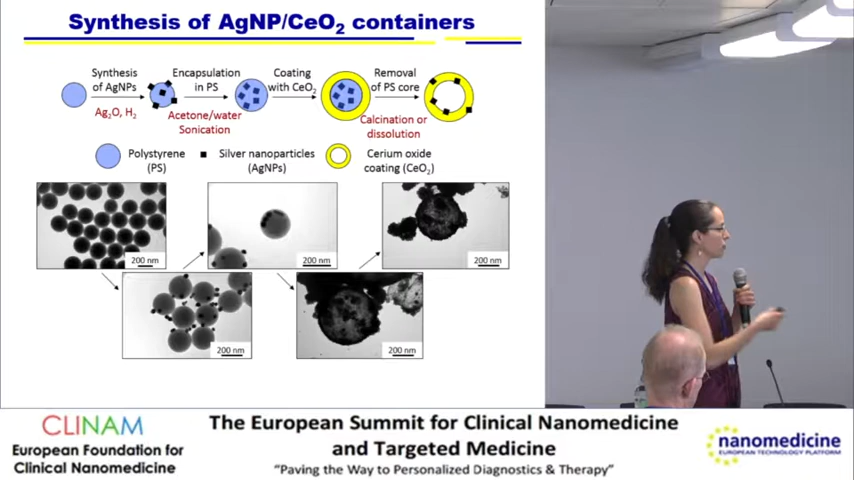 Synthesis of AgNP/CeO₂ containers
Synthesis
of AgNPs
Ag₂O, H₂
Encapsulation
in PS
Acetone/water
Sonication
Coating
with CeO₂
Removal
of PS core
Calcination or
dissolution
Polystyrene
(PS)
Silver nanoparticles
(AgNPs)
Cerium oxide
coating (CeO₂)
200 nm
200 nm
200 nm
200 nm
200 nm
CLINAM
European Foundation for
Clinical Nanomedicine
The European Summit for Clinical Nanomedicine
and Targeted Medicine
"Paving the Way to Personalized Diagnostics & Therapy"
nanomedicine
EUROPEAN TECHNOLOGY PLATFORM